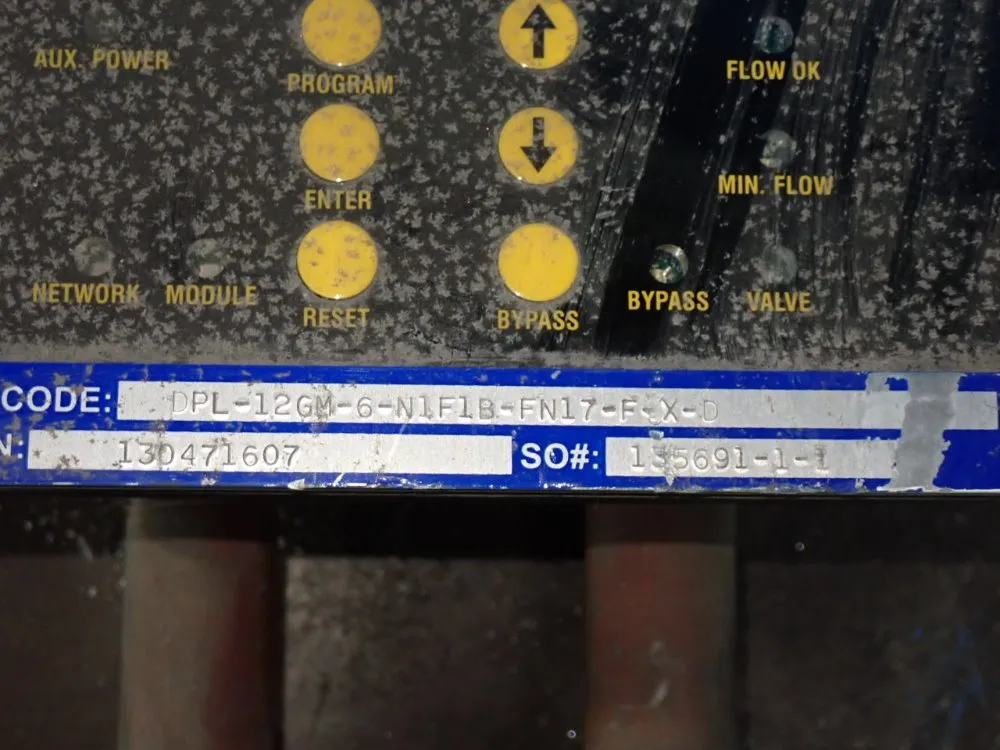 AUX. POWER
PROGRAM
FLOW OK
ENTER
MIN. FLOW
NETWORK
MODULE
RESET
BYPASS
BYPASS
VALVE
CODE: DPL-12GM-6-N1F1B-FN17-F-X-D
N: 130471607 SO#: 135691-1-1